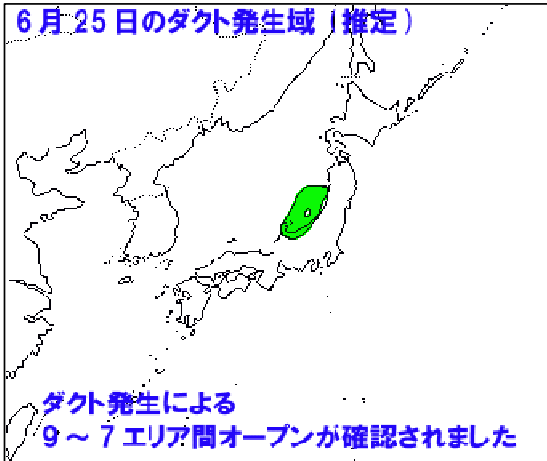 6月25日のダクト発生域(推定)
ダクト発生による
9～7エリア間オープンが確認されました